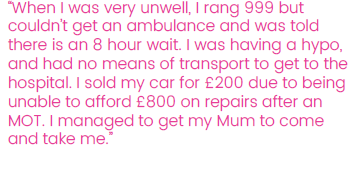 “When I was very unwell, I rang 999 but
couldn't get an ambulance and was told
there is an 8 hour wait. I was having a hypo,
and had no means of transport to get to the
hospital. I sold my car for £200 due to being
unable to afford £800 on repairs after an
MOT. I managed to get my Mum to come
and take me.”